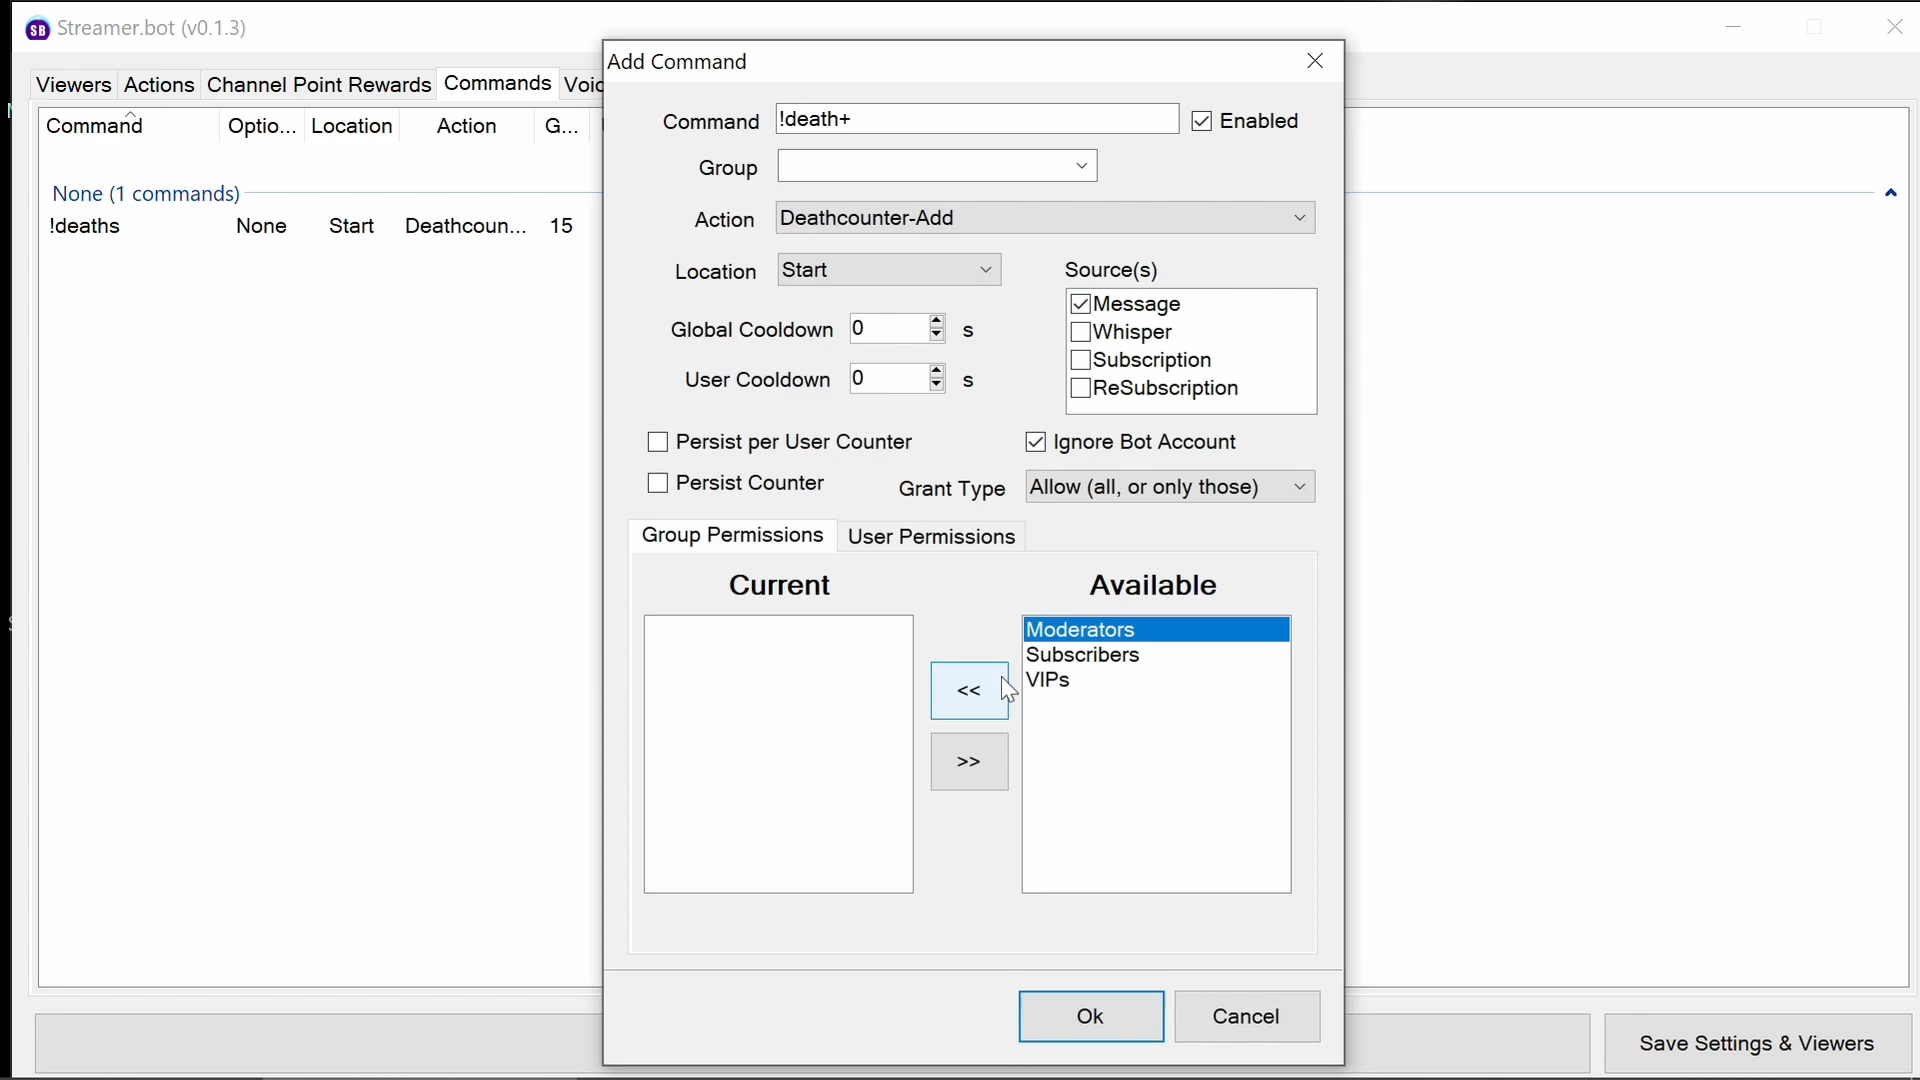 SB Streamer.bot (v0.1.3)
Add Command
Viewers Actions Channel Point Rewards Commands Voic
Command Optio... Location Action G...
None (1 commands)
!deaths None Start Deathcoun... 15
Command !death+ Enabled
Group
Action Deathcounter-Add
Location Start Source(s)
Message
Whisper
Subscription
ReSubscription
Global Cooldown 0 s
User Cooldown 0 s
Persist per User Counter Ignore Bot Account
Persist Counter Grant Type Allow (all, or only those)
Group Permissions User Permissions
Current Available
Moderators
Subscribers
VIPs
<<
>>
Ok Cancel
Save Settings & Viewers